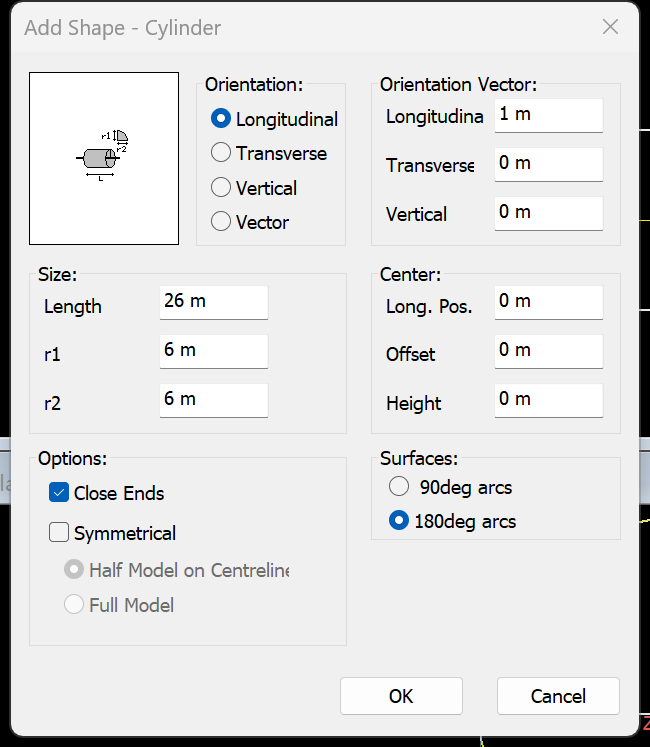 Add Shape - Cylinder
r1
r2
L
Orientation:
Longitudinal
Transverse
Vertical
Vector
Orientation Vector:
Longitudina 1 m
Transverse 0 m
Vertical 0 m
Size:
Length 26 m
r1 6 m
r2 6 m
Center:
Long. Pos. 0 m
Offset 0 m
Height 0 m
Options:
Close Ends
Symmetrical
Half Model on Centreline
Full Model
Surfaces:
90deg arcs
180deg arcs
OK
Cancel
la
Z